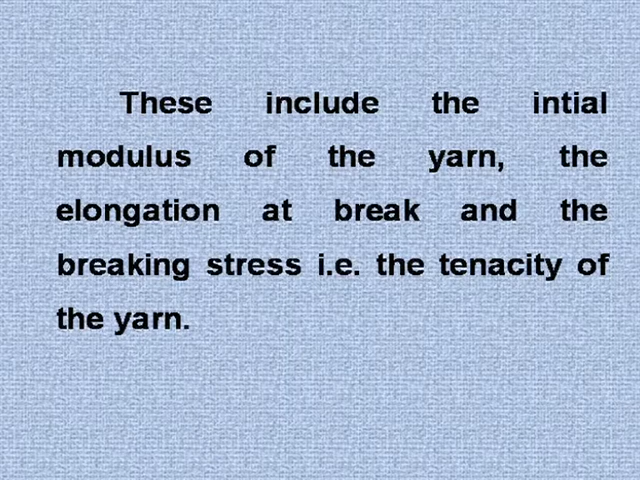 These include the intial
modulus of the yarn, the
elongation at break and the
breaking stress i.e. the tenacity of
the yarn.